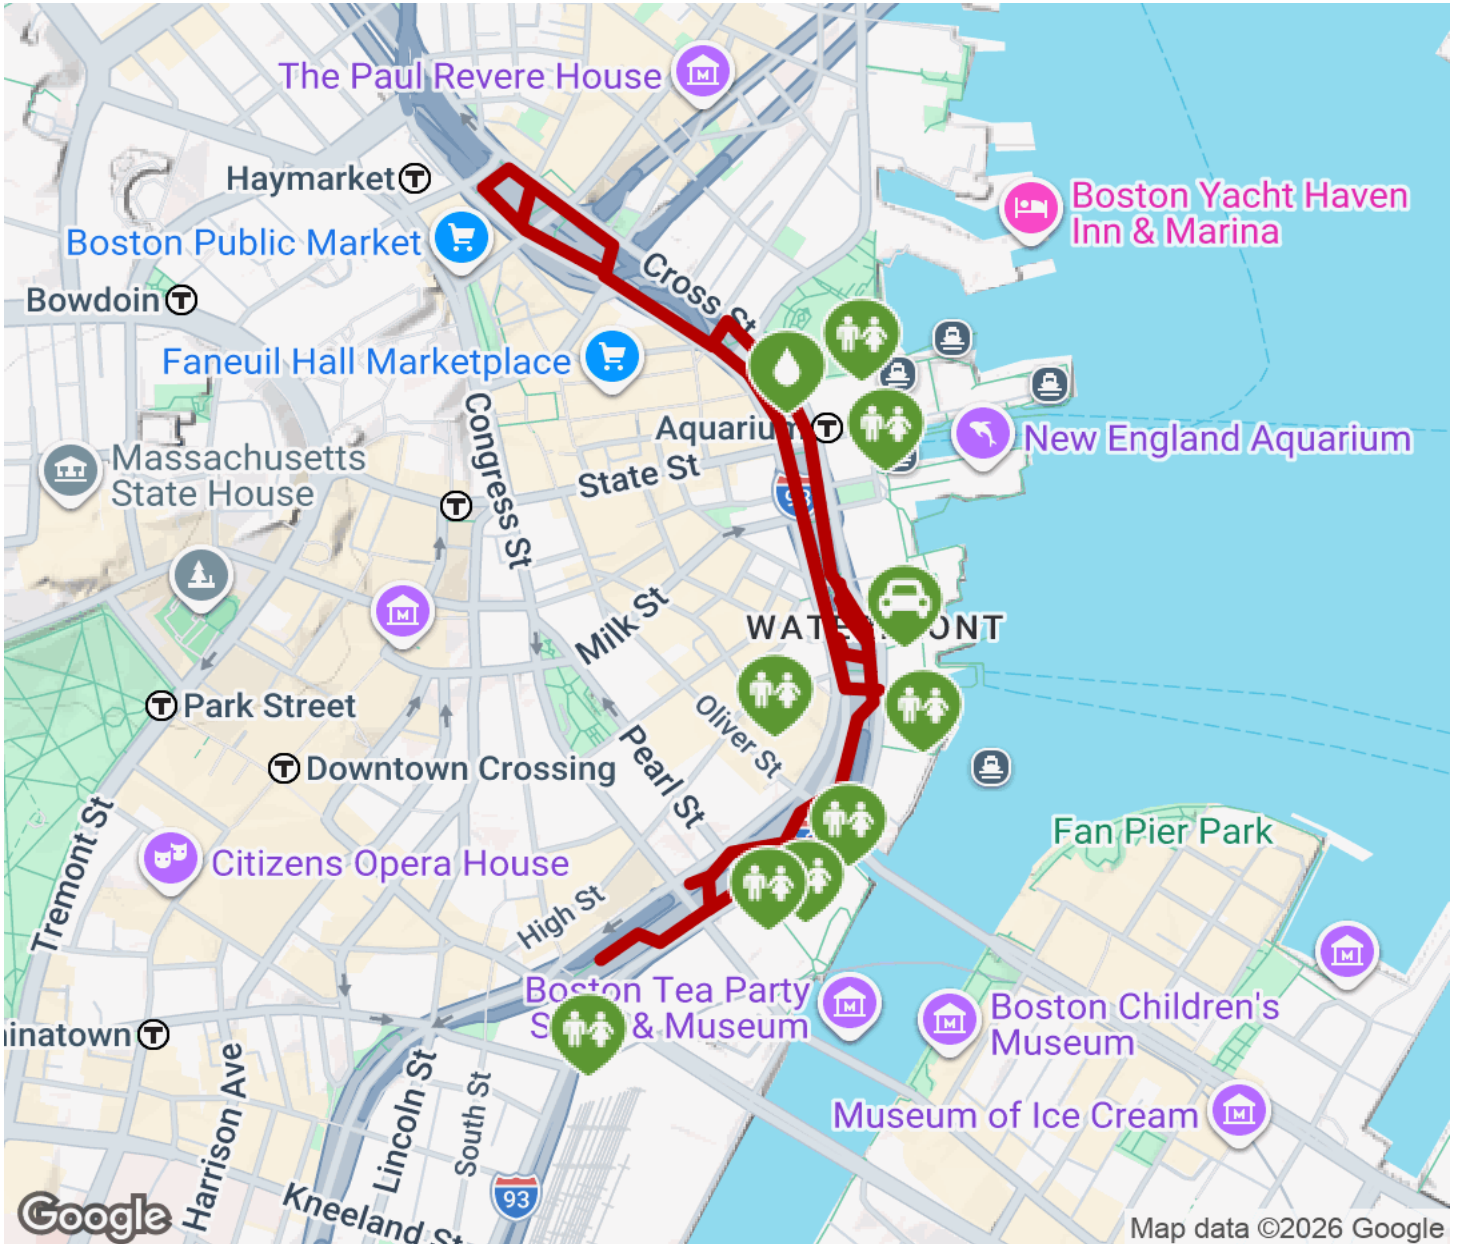 The Paul Revere House
Haymarket
T
Boston Yacht Haven
Inn & Marina
Boston Public Market
Cross St
Bowdoin
T
Faneuil Hall Marketplace
Aquarium
T
New England Aquarium
Congress St
State St
Massachusetts
State House
T
93
Milk St
WATERFRONT
Park Street
T
Oliver St
Downtown Crossing
T
Pearl St
Tremont St
Fan Pier Park
Citizens Opera House
High St
Boston Tea Party
S & Museum
Boston Children's
Museum
inatown
T
Harrison Ave
Lincoln St
South St
Museum of Ice Cream
93
Kneeland St
Google
Map data ©2026 Google